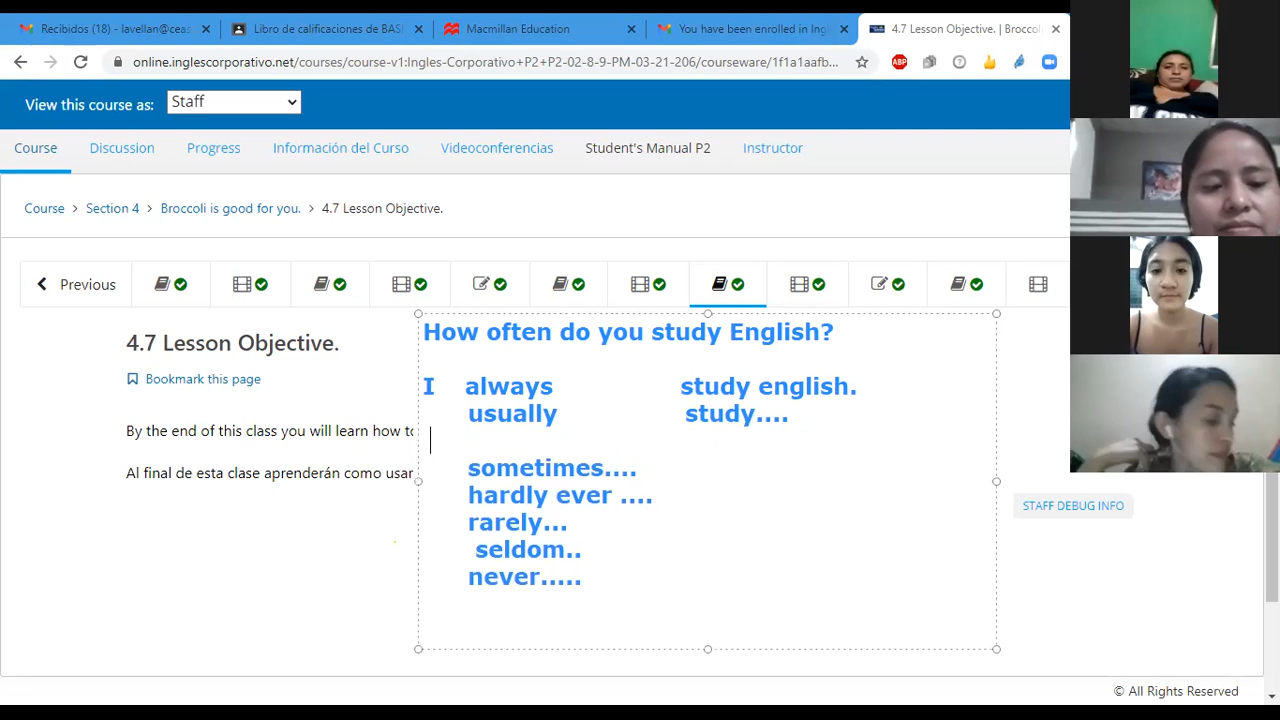 Recibidos (18) - lavellan@ceas
Libro de calificaciones de BASI
Macmillan Education
You have been enrolled in Ingl
4.7 Lesson Objective. | Brocco
online.inglescorporativo.net/courses/course-v1:Ingles-Corporativo+P2+P2-02-8-9-PM-03-21-206/courseware/1f1a1aafb...
ABP
View this course as: Staff
Course
Discussion
Progress
Información del Curso
Videoconferencias
Student's Manual P2
Instructor
Course > Section 4 > Broccoli is good for you. > 4.7 Lesson Objective.
Previous
How often do you study English?
4.7 Lesson Objective.
Bookmark this page
I always study english.
usually study....
By the end of this class you will learn how to
sometimes....
Al final de esta clase aprenderán como usar
hardly ever ....
STAFF DEBUG INFO
rarely...
seldom..
never.....
© All Rights Reserved